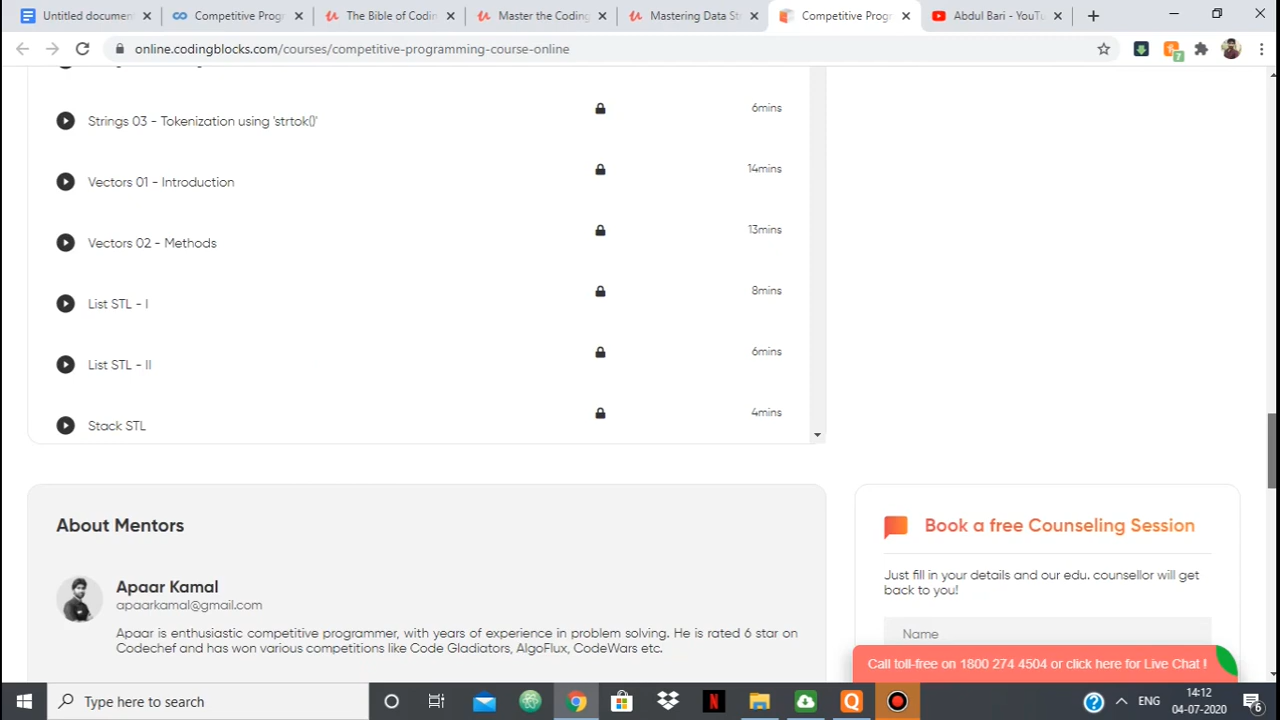 Untitled documen
Competitive Prog
The Bible of Codin
Master the Coding
Mastering Data St
Competitive Prog
Abdul Bari - YouTu
online.codingblocks.com/courses/competitive-programming-course-online
7
6mins
Strings 03 - Tokenization using 'strtok()'
14mins
Vectors 01 - Introduction
13mins
Vectors 02 - Methods
8mins
List STL - I
6mins
List STL - II
4mins
Stack STL
About Mentors
Apaar Kamal
apaarkamal@gmail.com
Apaar is enthusiastic competitive programmer, with years of experience in problem solving. He is rated 6 star on
Codechef and has won various competitions like Code Gladiators, AlgoFlux, CodeWars etc.
Book a free Counseling Session
Just fill in your details and our edu. counsellor will get
back to you!
Name
Call toll-free on 1800 274 4504 or click here for Live Chat !
Type here to search
N
Q
ENG
14:12
04-07-2020
6